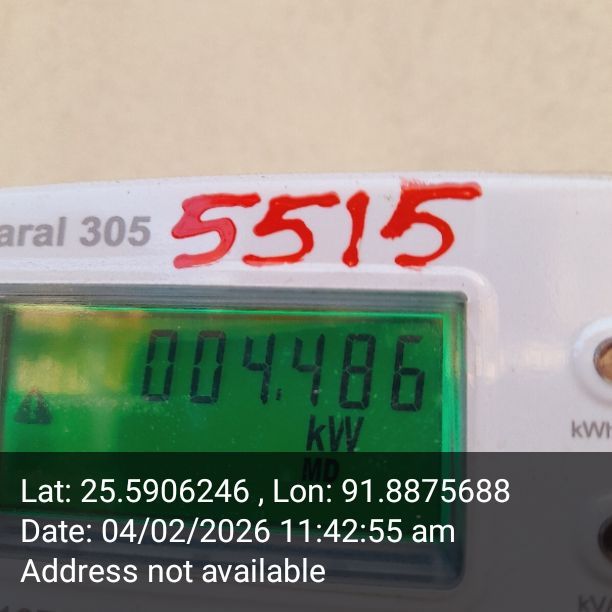 aral 305
5515
004.486
kW
MD
kWh
Lat: 25.5906246 , Lon: 91.8875688
Date: 04/02/2026 11:42:55 am
Address not available